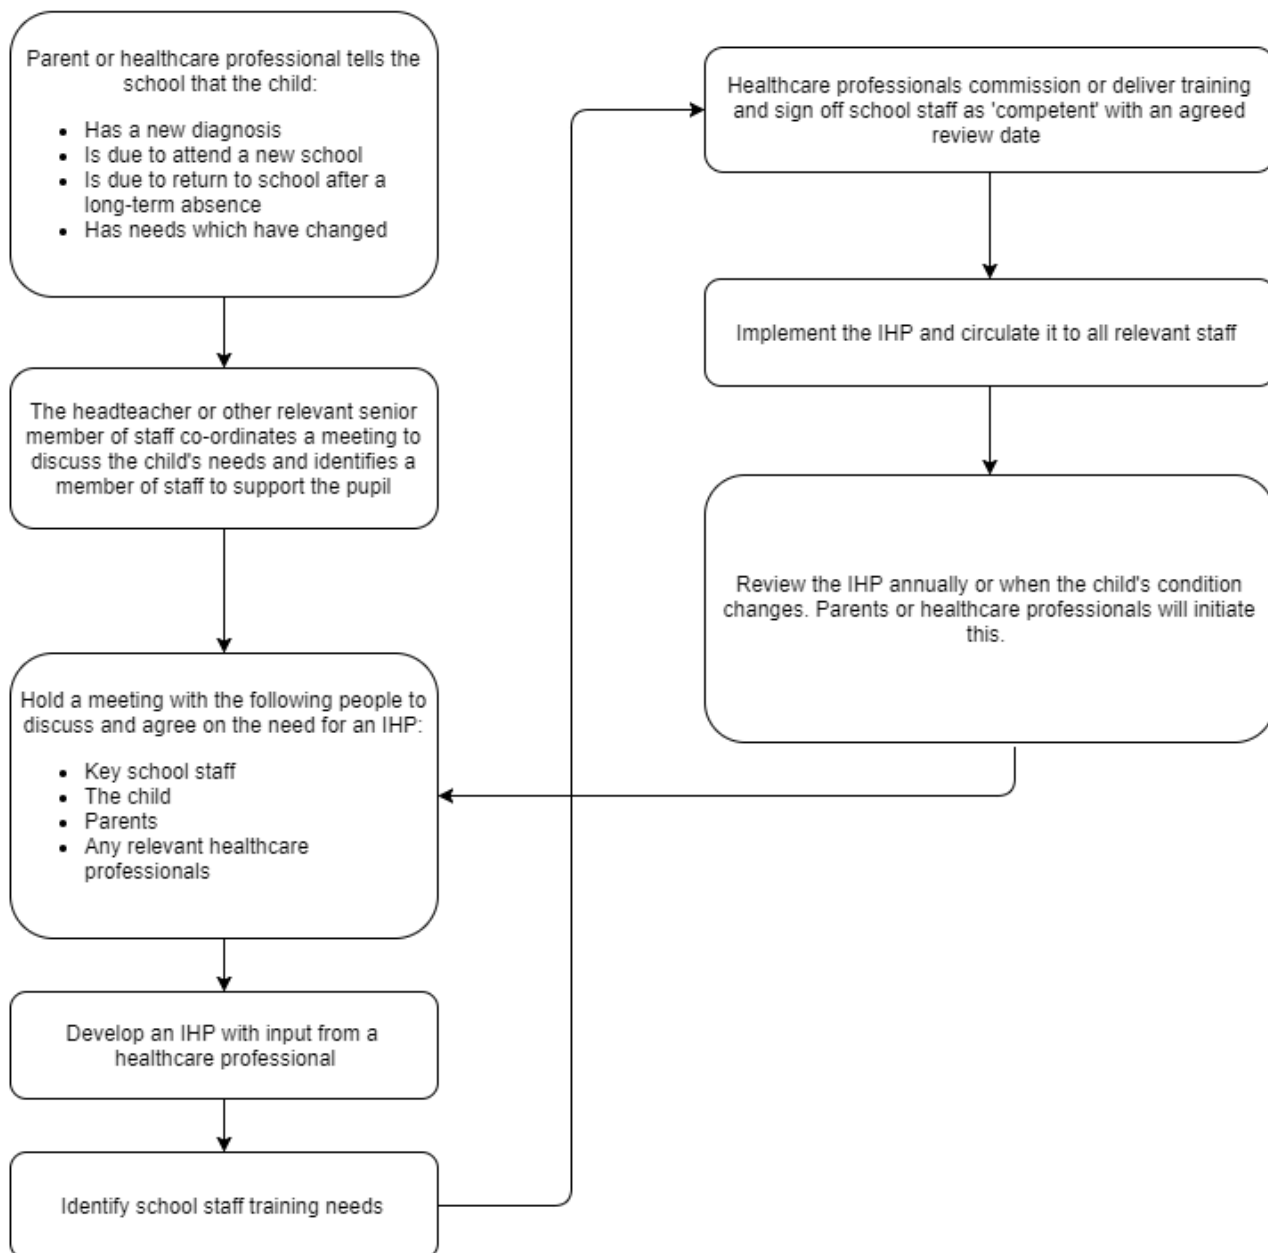 Parent or healthcare professional tells the
school that the child:
• Has a new diagnosis
• Is due to attend a new school
• Is due to return to school after a
long-term absence
• Has needs which have changed
The headteacher or other relevant senior
member of staff co-ordinates a meeting to
discuss the child's needs and identifies a
member of staff to support the pupil
Hold a meeting with the following people to
discuss and agree on the need for an IHP:
• Key school staff
• The child
• Parents
• Any relevant healthcare
professionals
Develop an IHP with input from a
healthcare professional
Identify school staff training needs
Healthcare professionals commission or deliver training
and sign off school staff as 'competent' with an agreed
review date
Implement the IHP and circulate it to all relevant staff
Review the IHP annually or when the child's condition
changes. Parents or healthcare professionals will initiate
this.